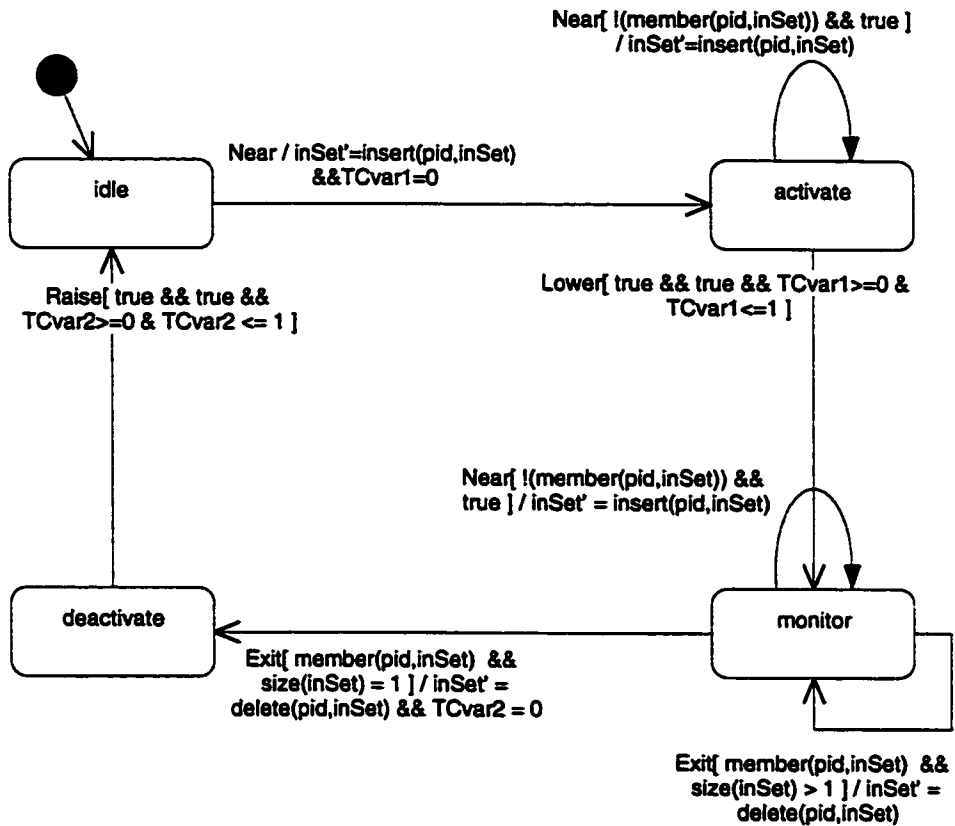 Near[ !(member(pid,inSet)) && true ]
/ inSet'=insert(pid,inSet)
Near / inSet'=insert(pid,inSet)
&&TCvar1=0
idle
activate
Raise[ true && true &&
TCvar2>=0 & TCvar2 <= 1 ]
Lower[ true && true && TCvar1>=0 &
TCvar1<=1 ]
Near[ !(member(pid,inSet)) &&
true ] / inSet' = insert(pid,inSet)
deactivate
monitor
Exit[ member(pid,inSet) &&
size(inSet) = 1 ] / inSet' =
delete(pid,inSet) && TCvar2 = 0
Exit[ member(pid,inSet) &&
size(inSet) > 1 ] / inSet' =
delete(pid,inSet)